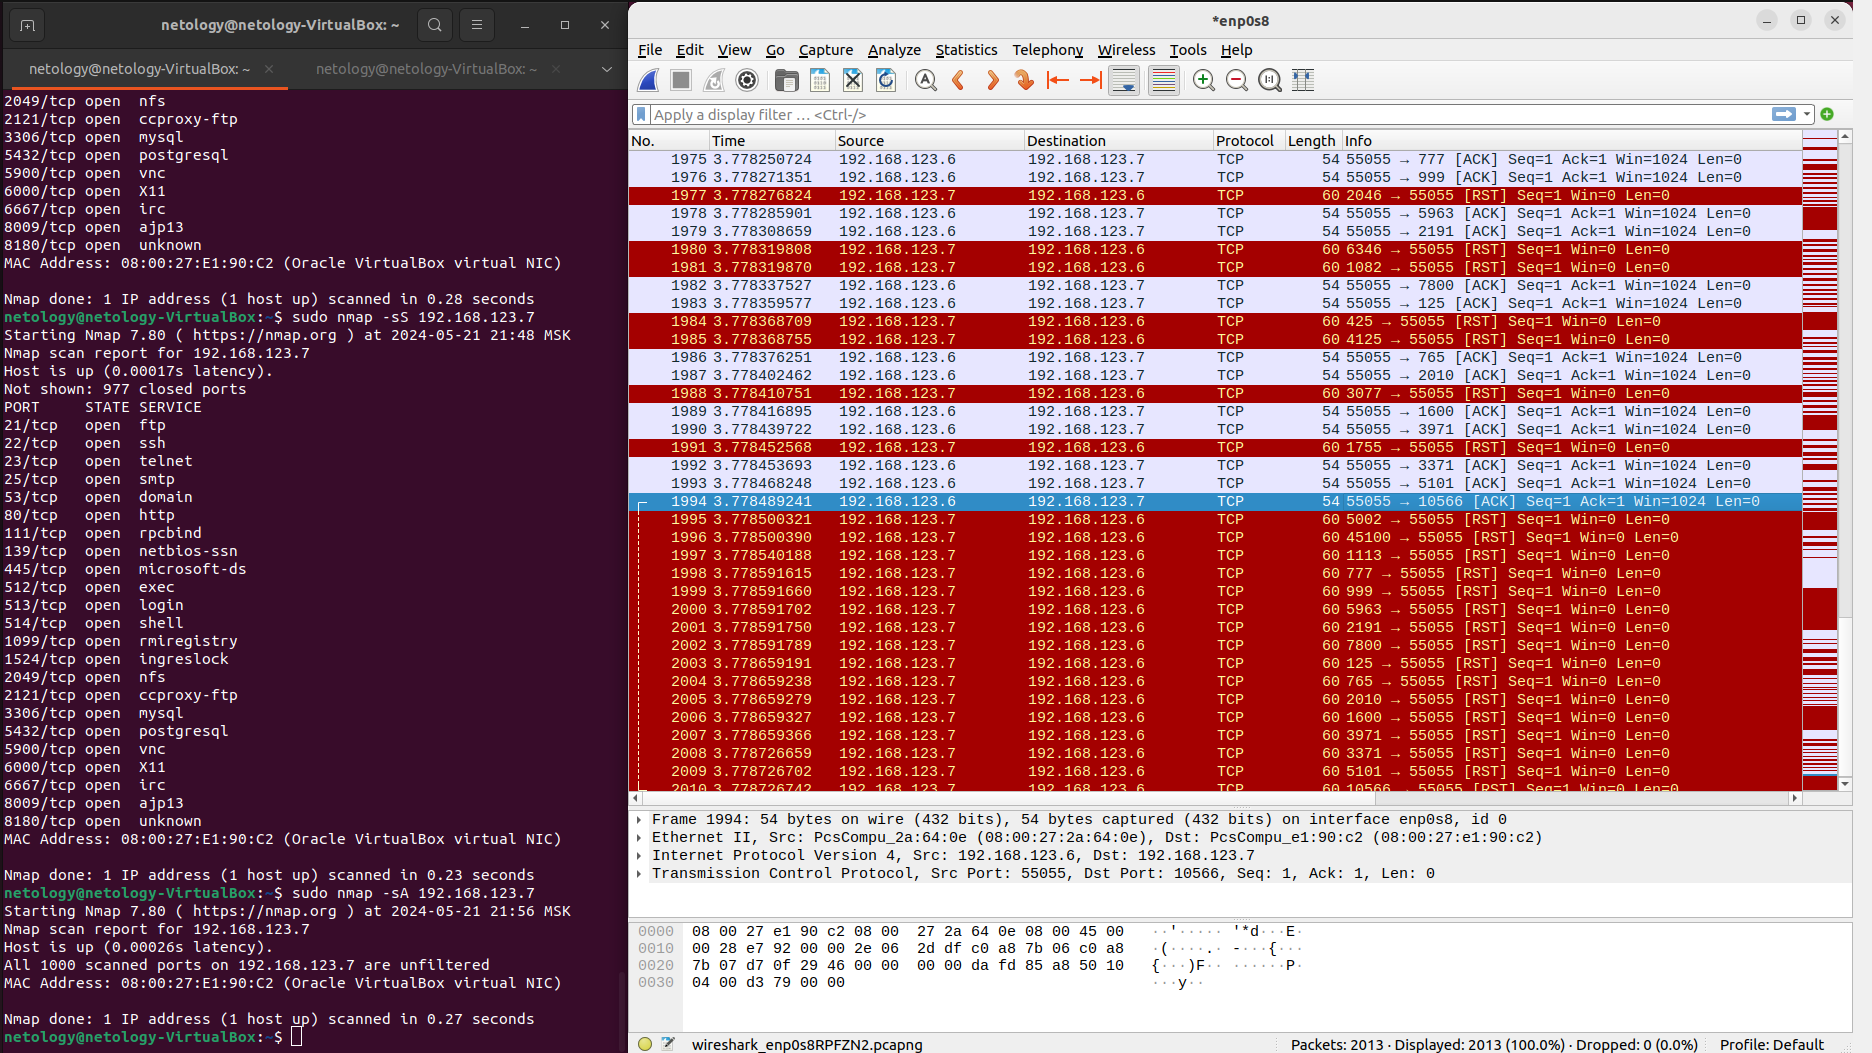 netology@netology-VirtualBox: ~
netology@netology-VirtualBox: ~
netology@netology-VirtualBox: ~
2049/tcp open  nfs
2121/tcp open  ccproxy-ftp
3306/tcp open  mysql
5432/tcp open  postgresql
5900/tcp open  vnc
6000/tcp open  X11
6667/tcp open  irc
8009/tcp open  ajp13
8180/tcp open  unknown
MAC Address: 08:00:27:E1:90:C2 (Oracle VirtualBox virtual NIC)
Nmap done: 1 IP address (1 host up) scanned in 0.28 seconds
netology@netology-VirtualBox:~$ sudo nmap -sS 192.168.123.7
Starting Nmap 7.80 ( https://nmap.org ) at 2024-05-21 21:48 MSK
Nmap scan report for 192.168.123.7
Host is up (0.00017s latency).
Not shown: 977 closed ports
PORT     STATE SERVICE
21/tcp   open  ftp
22/tcp   open  ssh
23/tcp   open  telnet
25/tcp   open  smtp
53/tcp   open  domain
80/tcp   open  http
111/tcp  open  rpcbind
139/tcp  open  netbios-ssn
445/tcp  open  microsoft-ds
512/tcp  open  exec
513/tcp  open  login
514/tcp  open  shell
1099/tcp open  rmiregistry
1524/tcp open  ingreslock
2049/tcp open  nfs
2121/tcp open  ccproxy-ftp
3306/tcp open  mysql
5432/tcp open  postgresql
5900/tcp open  vnc
6000/tcp open  X11
6667/tcp open  irc
8009/tcp open  ajp13
8180/tcp open  unknown
MAC Address: 08:00:27:E1:90:C2 (Oracle VirtualBox virtual NIC)
Nmap done: 1 IP address (1 host up) scanned in 0.23 seconds
netology@netology-VirtualBox:~$ sudo nmap -sA 192.168.123.7
Starting Nmap 7.80 ( https://nmap.org ) at 2024-05-21 21:56 MSK
Nmap scan report for 192.168.123.7
Host is up (0.00026s latency).
All 1000 scanned ports on 192.168.123.7 are unfiltered
MAC Address: 08:00:27:E1:90:C2 (Oracle VirtualBox virtual NIC)
Nmap done: 1 IP address (1 host up) scanned in 0.27 seconds
netology@netology-VirtualBox:~$
*enp0s8
File Edit View Go Capture Analyze Statistics Telephony Wireless Tools Help
Apply a display filter … <Ctrl-/>
No. Time Source Destination Protocol Length Info
1975 3.778250724 192.168.123.6 192.168.123.7 TCP 54 55055 → 777 [ACK] Seq=1 Ack=1 Win=1024 Len=0
1976 3.778271351 192.168.123.6 192.168.123.7 TCP 54 55055 → 999 [ACK] Seq=1 Ack=1 Win=1024 Len=0
1977 3.778276824 192.168.123.7 192.168.123.6 TCP 60 2046 → 55055 [RST] Seq=1 Win=0 Len=0
1978 3.778285901 192.168.123.6 192.168.123.7 TCP 54 55055 → 5963 [ACK] Seq=1 Ack=1 Win=1024 Len=0
1979 3.778308659 192.168.123.6 192.168.123.7 TCP 54 55055 → 2191 [ACK] Seq=1 Ack=1 Win=1024 Len=0
1980 3.778319808 192.168.123.7 192.168.123.6 TCP 60 6346 → 55055 [RST] Seq=1 Win=0 Len=0
1981 3.778319870 192.168.123.7 192.168.123.6 TCP 60 1082 → 55055 [RST] Seq=1 Win=0 Len=0
1982 3.778337527 192.168.123.6 192.168.123.7 TCP 54 55055 → 7800 [ACK] Seq=1 Ack=1 Win=1024 Len=0
1983 3.778359577 192.168.123.6 192.168.123.7 TCP 54 55055 → 125 [ACK] Seq=1 Ack=1 Win=1024 Len=0
1984 3.778368709 192.168.123.7 192.168.123.6 TCP 60 425 → 55055 [RST] Seq=1 Win=0 Len=0
1985 3.778368755 192.168.123.7 192.168.123.6 TCP 60 4125 → 55055 [RST] Seq=1 Win=0 Len=0
1986 3.778376251 192.168.123.6 192.168.123.7 TCP 54 55055 → 765 [ACK] Seq=1 Ack=1 Win=1024 Len=0
1987 3.778402462 192.168.123.6 192.168.123.7 TCP 54 55055 → 2010 [ACK] Seq=1 Ack=1 Win=1024 Len=0
1988 3.778410751 192.168.123.7 192.168.123.6 TCP 60 3077 → 55055 [RST] Seq=1 Win=0 Len=0
1989 3.778416895 192.168.123.6 192.168.123.7 TCP 54 55055 → 1600 [ACK] Seq=1 Ack=1 Win=1024 Len=0
1990 3.778439722 192.168.123.6 192.168.123.7 TCP 54 55055 → 3971 [ACK] Seq=1 Ack=1 Win=1024 Len=0
1991 3.778452568 192.168.123.7 192.168.123.6 TCP 60 1755 → 55055 [RST] Seq=1 Win=0 Len=0
1992 3.778453693 192.168.123.6 192.168.123.7 TCP 54 55055 → 3371 [ACK] Seq=1 Ack=1 Win=1024 Len=0
1993 3.778468248 192.168.123.6 192.168.123.7 TCP 54 55055 → 5101 [ACK] Seq=1 Ack=1 Win=1024 Len=0
1994 3.778489241 192.168.123.6 192.168.123.7 TCP 54 55055 → 10566 [ACK] Seq=1 Ack=1 Win=1024 Len=0
1995 3.778500321 192.168.123.7 192.168.123.6 TCP 60 5002 → 55055 [RST] Seq=1 Win=0 Len=0
1996 3.778500390 192.168.123.7 192.168.123.6 TCP 60 45100 → 55055 [RST] Seq=1 Win=0 Len=0
1997 3.778540188 192.168.123.7 192.168.123.6 TCP 60 1113 → 55055 [RST] Seq=1 Win=0 Len=0
1998 3.778591615 192.168.123.7 192.168.123.6 TCP 60 777 → 55055 [RST] Seq=1 Win=0 Len=0
1999 3.778591660 192.168.123.7 192.168.123.6 TCP 60 999 → 55055 [RST] Seq=1 Win=0 Len=0
2000 3.778591702 192.168.123.7 192.168.123.6 TCP 60 5963 → 55055 [RST] Seq=1 Win=0 Len=0
2001 3.778591750 192.168.123.7 192.168.123.6 TCP 60 2191 → 55055 [RST] Seq=1 Win=0 Len=0
2002 3.778591789 192.168.123.7 192.168.123.6 TCP 60 7800 → 55055 [RST] Seq=1 Win=0 Len=0
2003 3.778659191 192.168.123.7 192.168.123.6 TCP 60 125 → 55055 [RST] Seq=1 Win=0 Len=0
2004 3.778659238 192.168.123.7 192.168.123.6 TCP 60 765 → 55055 [RST] Seq=1 Win=0 Len=0
2005 3.778659279 192.168.123.7 192.168.123.6 TCP 60 2010 → 55055 [RST] Seq=1 Win=0 Len=0
2006 3.778659327 192.168.123.7 192.168.123.6 TCP 60 1600 → 55055 [RST] Seq=1 Win=0 Len=0
2007 3.778659366 192.168.123.7 192.168.123.6 TCP 60 3971 → 55055 [RST] Seq=1 Win=0 Len=0
2008 3.778726659 192.168.123.7 192.168.123.6 TCP 60 3371 → 55055 [RST] Seq=1 Win=0 Len=0
2009 3.778726702 192.168.123.7 192.168.123.6 TCP 60 5101 → 55055 [RST] Seq=1 Win=0 Len=0
2010 3.778726742 192.168.123.7 192.168.123.6 TCP 60 10566 → 55055 [RST] Seq=1 Win=0 Len=0
Frame 1994: 54 bytes on wire (432 bits), 54 bytes captured (432 bits) on interface enp0s8, id 0
Ethernet II, Src: PcsCompu_2a:64:0e (08:00:27:2a:64:0e), Dst: PcsCompu_e1:90:c2 (08:00:27:e1:90:c2)
Internet Protocol Version 4, Src: 192.168.123.6, Dst: 192.168.123.7
Transmission Control Protocol, Src Port: 55055, Dst Port: 10566, Seq: 1, Ack: 1, Len: 0
0000 08 00 27 e1 90 c2 08 00  27 2a 64 0e 08 00 45 00 ··'····· '*d···E·
0010 00 28 e7 92 00 00 2e 06  2d df c0 a8 7b 06 c0 a8 ·(····.· -···{···
0020 7b 07 d7 0f 29 46 00 00  00 00 da fd 85 a8 50 10 {···)F·· ······P·
0030 04 00 d3 79 00 00 ···y··
wireshark_enp0s8RPFZN2.pcapng
Packets: 2013 · Displayed: 2013 (100.0%) · Dropped: 0 (0.0%)
Profile: Default